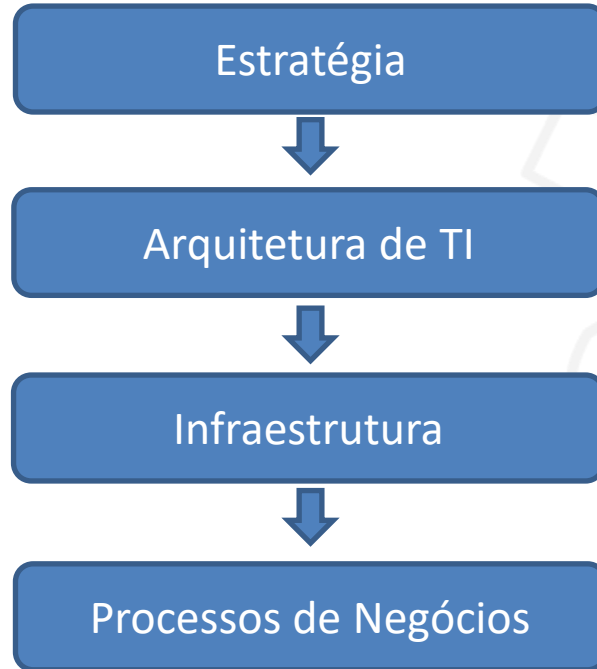 Estratégia
Arquitetura de TI
Infraestrutura
Processos de Negócios